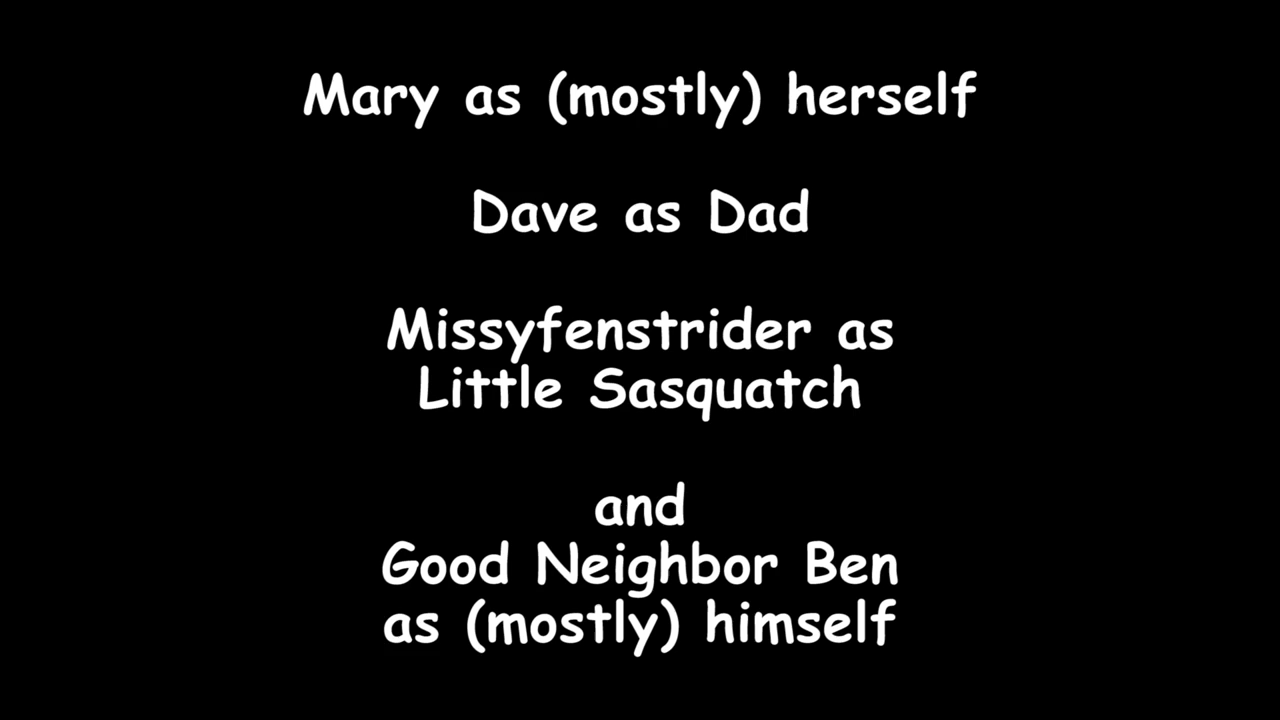 Mary as (mostly) herself
Dave as Dad
Missyfenstrider as
Little Sasquatch
and
Good Neighbor Ben
as (mostly) himself